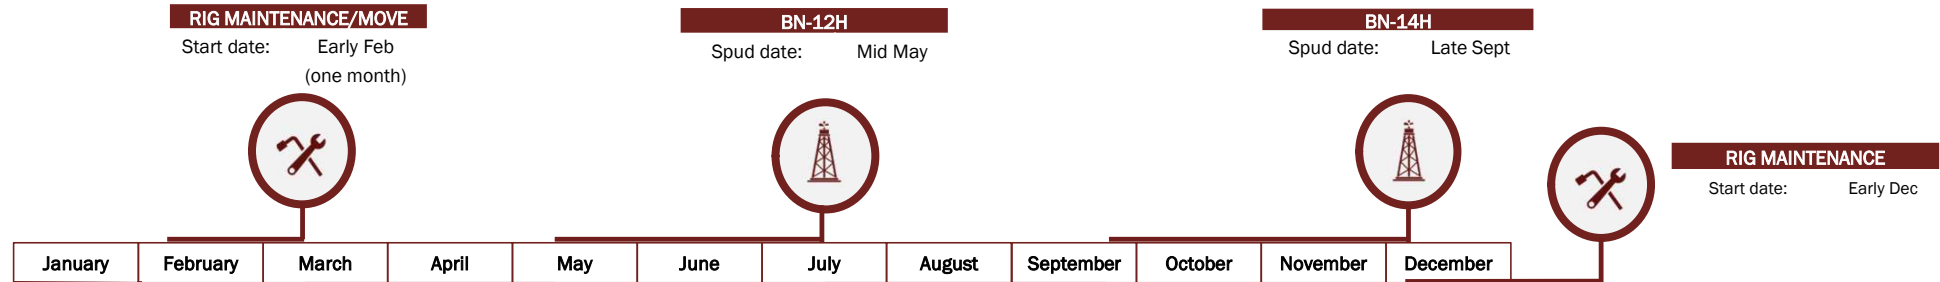 RIG MAINTENANCE/MOVE
Start date: Early Feb
(one month)
BN-12H
Spud date: Mid May
BN-14H
Spud date: Late Sept
RIG MAINTENANCE
Start date: Early Dec
January February March April May June July August September October November December